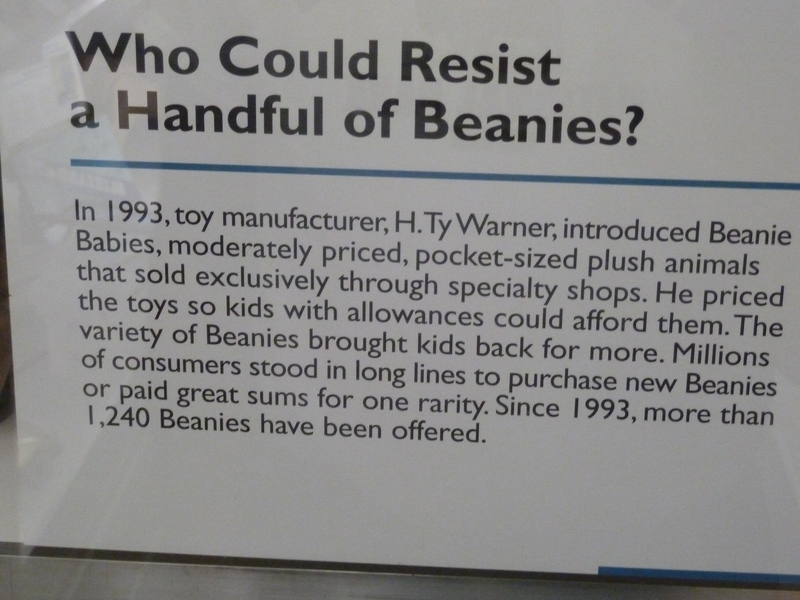 Who Could Resist
a Handful of Beanies?
In 1993, toy manufacturer, H. Ty Warner, introduced Beanie
Babies, moderately priced, pocket-sized plush animals
that sold exclusively through specialty shops. He priced
the toys so kids with allowances could afford them. The
variety of Beanies brought kids back for more. Millions
of consumers stood in long lines to purchase new Beanies
or paid great sums for one rarity. Since 1993, more than
1,240 Beanies have been offered.